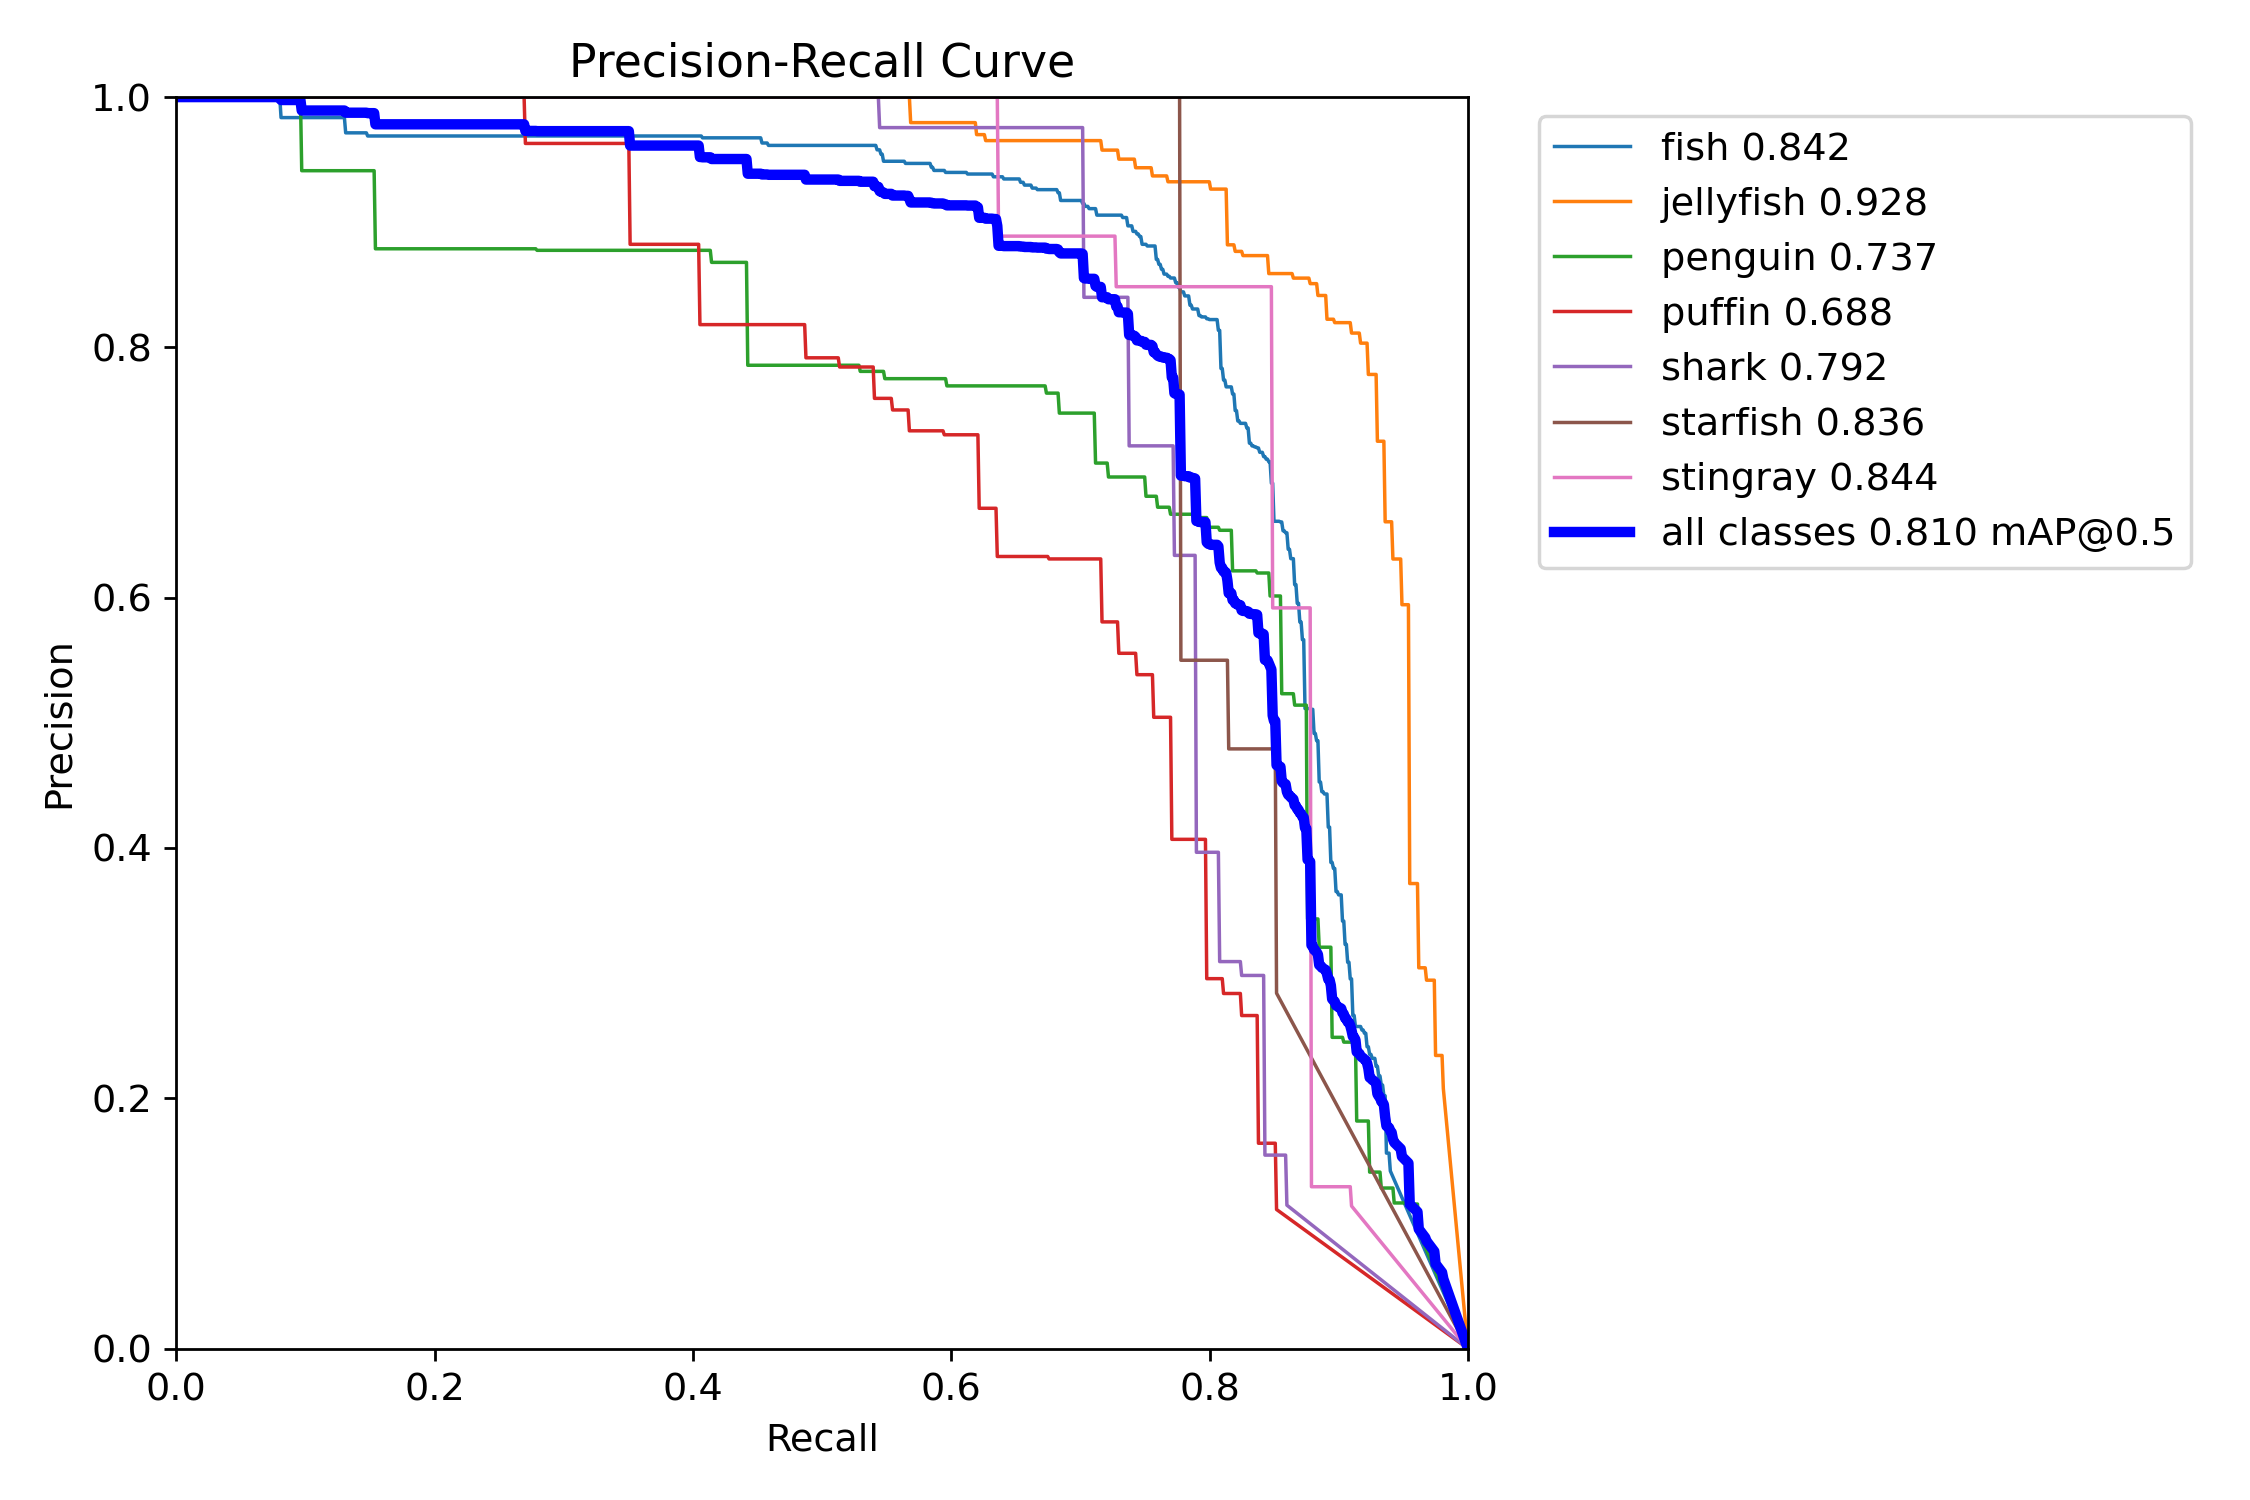 Precision-Recall Curve
1.0
0.8
0.6
0.4
0.2
0.0
Precision
0.0 0.2 0.4 0.6 0.8 1.0
Recall
fish 0.842
jellyfish 0.928
penguin 0.737
puffin 0.688
shark 0.792
starfish 0.836
stingray 0.844
all classes 0.810 mAP@0.5